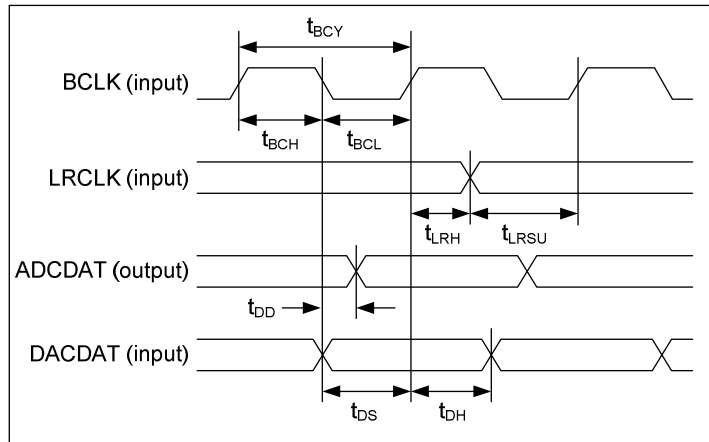 tBCY
BCLK (input)
tBCH
tBCL
LRCLK (input)
tLRH
tLRSU
ADCDAT (output)
tDD
DACDAT (input)
tDS
tDH